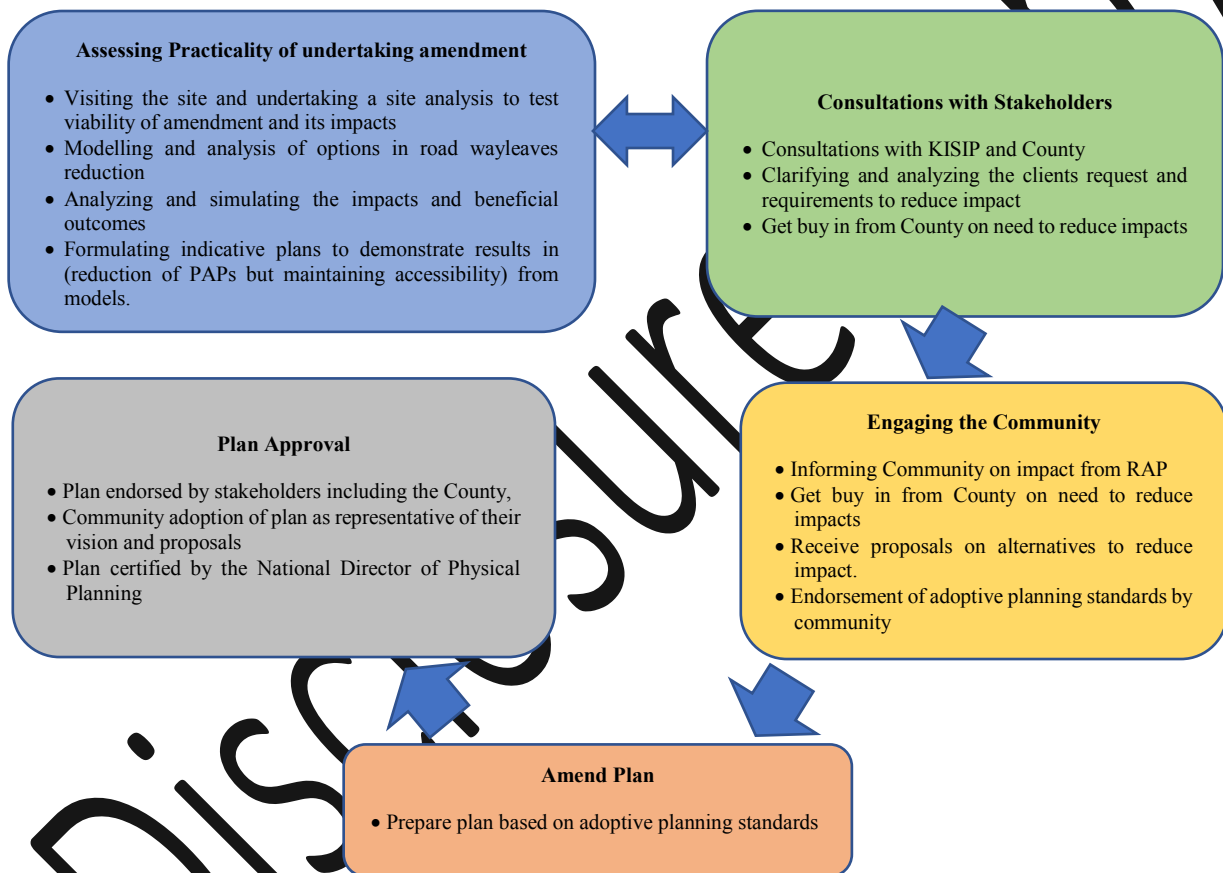 Assessing Practicality of undertaking amendment
• Visiting the site and undertaking a site analysis to test
viability of amendment and its impacts
• Modelling and analysis of options in road wayleaves
reduction
• Analyzing and simulating the impacts and beneficial
outcomes
• Formulating indicative plans to demonstrate results in
(reduction of PAPs but maintaining accessibility) from
models.
Consultations with Stakeholders
• Consultations with KISIP and County
• Clarifying and analyzing the clients request and
requirements to reduce impact
• Get buy in from County on need to reduce impacts
Engaging the Community
• Informing Community on impact from RAP
• Get buy in from County on need to reduce
impacts
• Receive proposals on alternatives to reduce
impact.
• Endorsement of adoptive planning standards by
community
Plan Approval
• Plan endorsed by stakeholders including the County,
• Community adoption of plan as representative of their
vision and proposals
• Plan certified by the National Director of Physical
Planning
Amend Plan
• Prepare plan based on adoptive planning standards
Disclosure